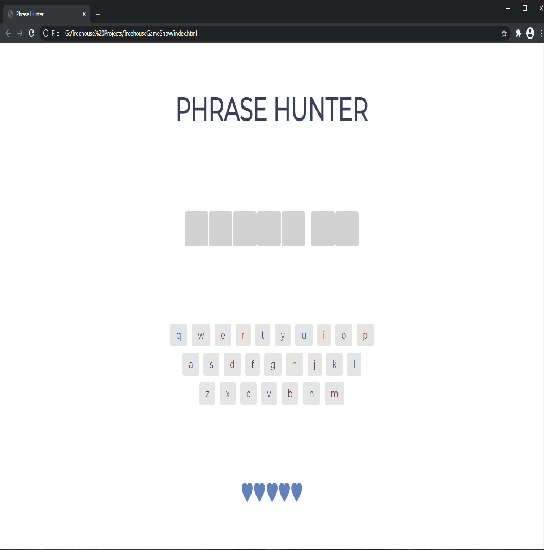 Phrase Hunter
File
PHRASE HUNTER
q w e r t y u i o p
a s d f g h j k l
z x c v b n m